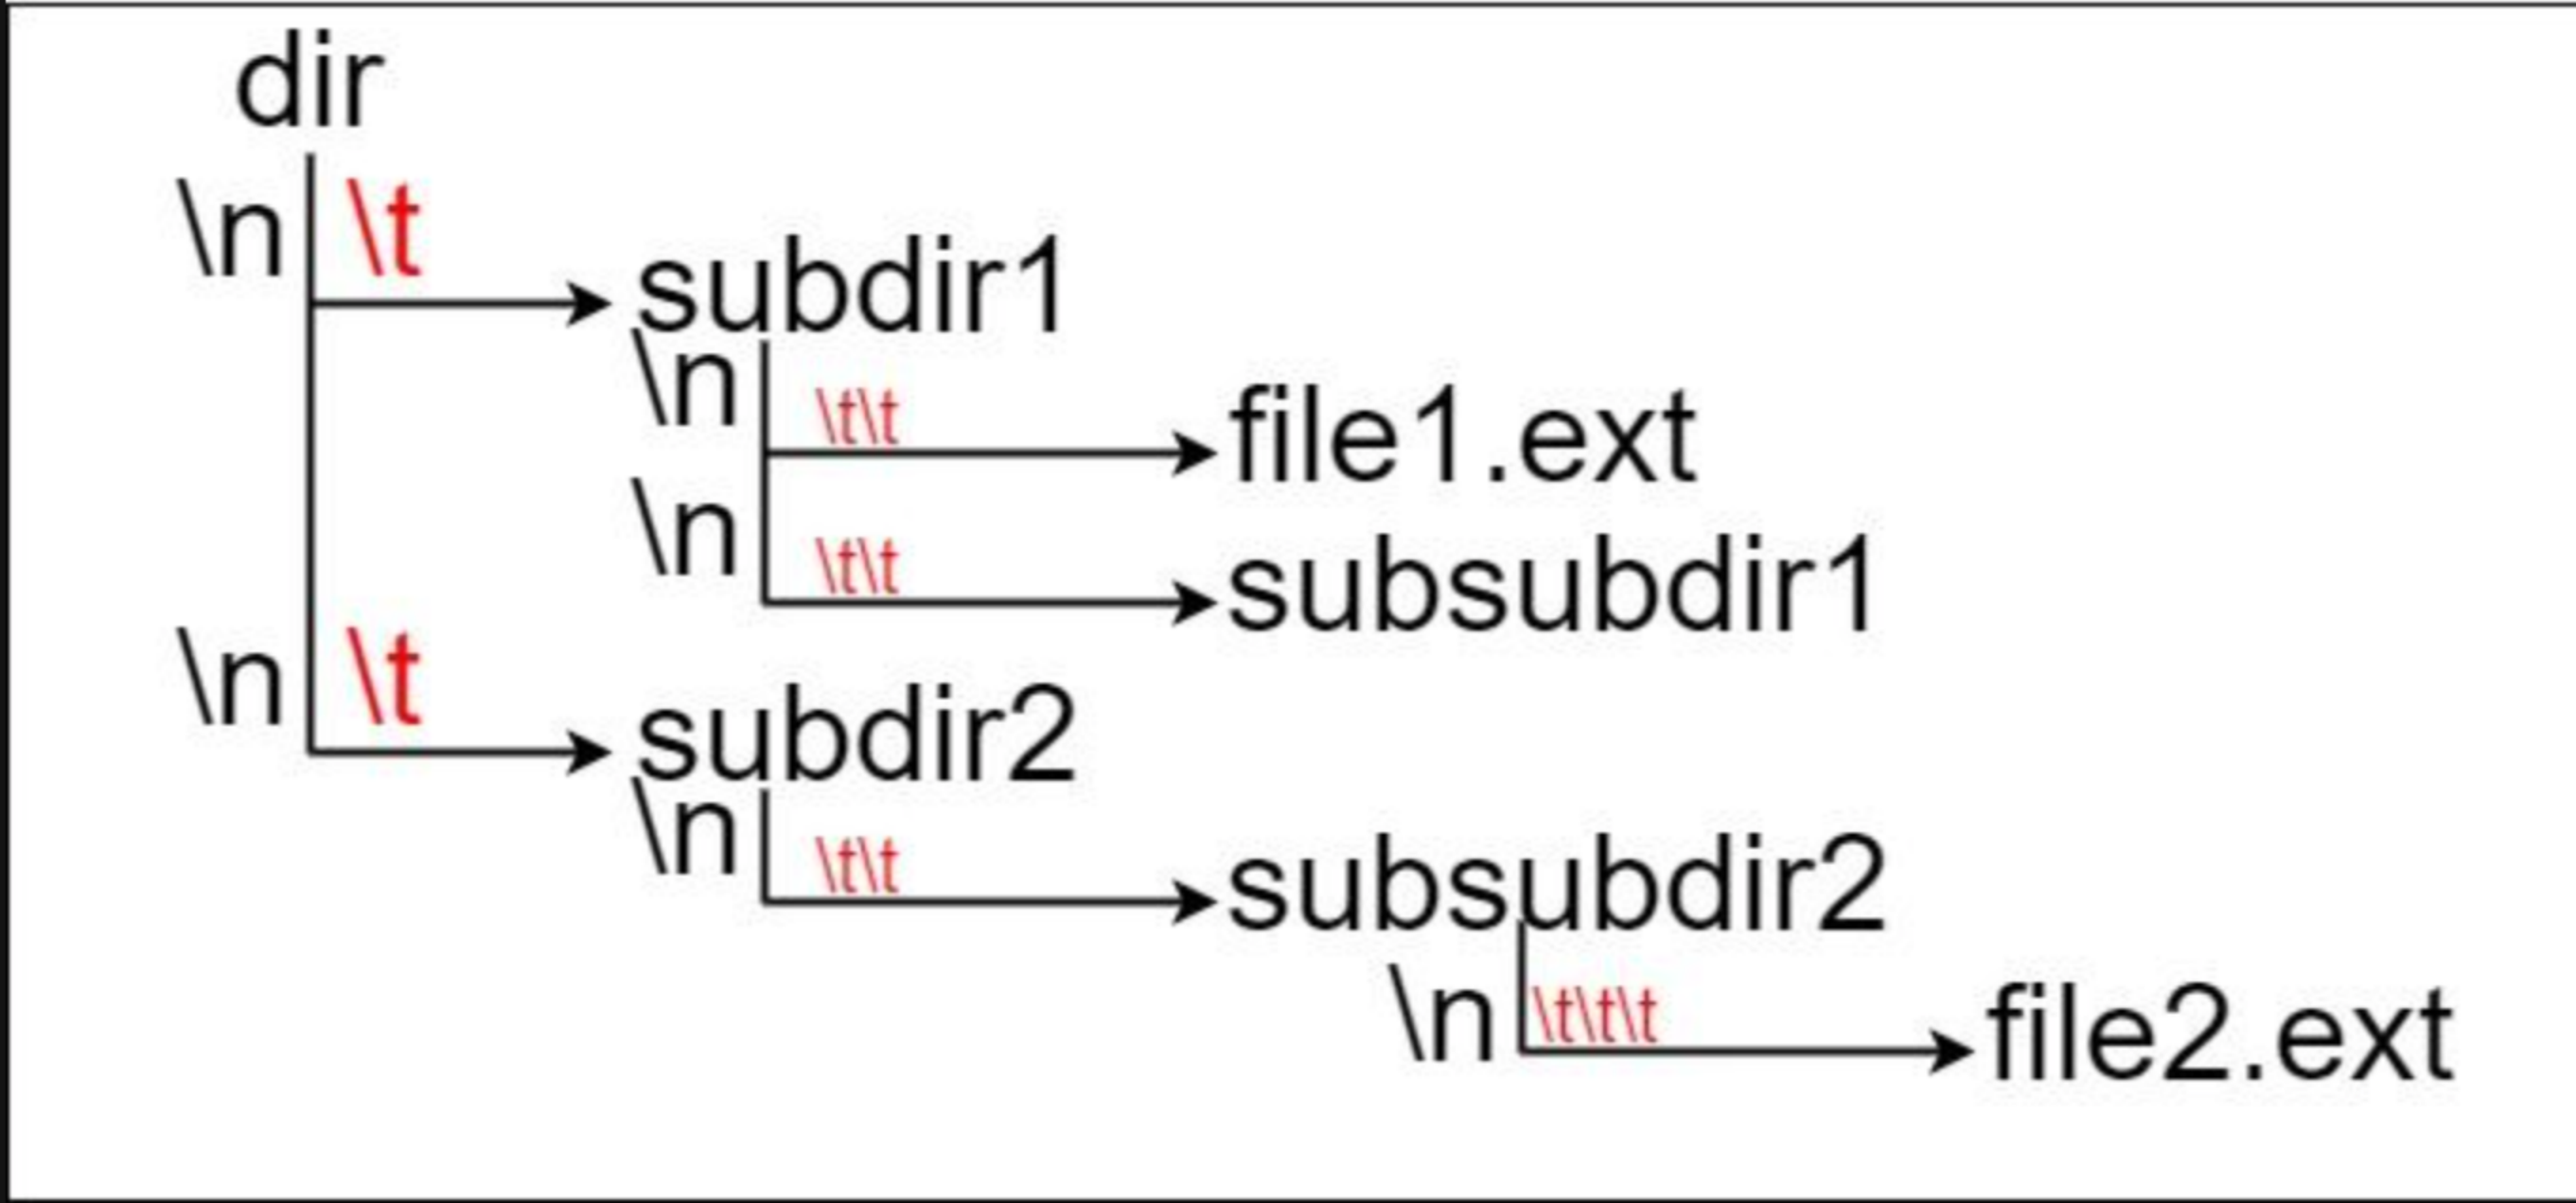 dir
\n \t
subdir1
\n \t\t file1.ext
\n \t\t subsubdir1
\n \t
subdir2
\n \t\t subsubdir2
\n \t\t\t file2.ext